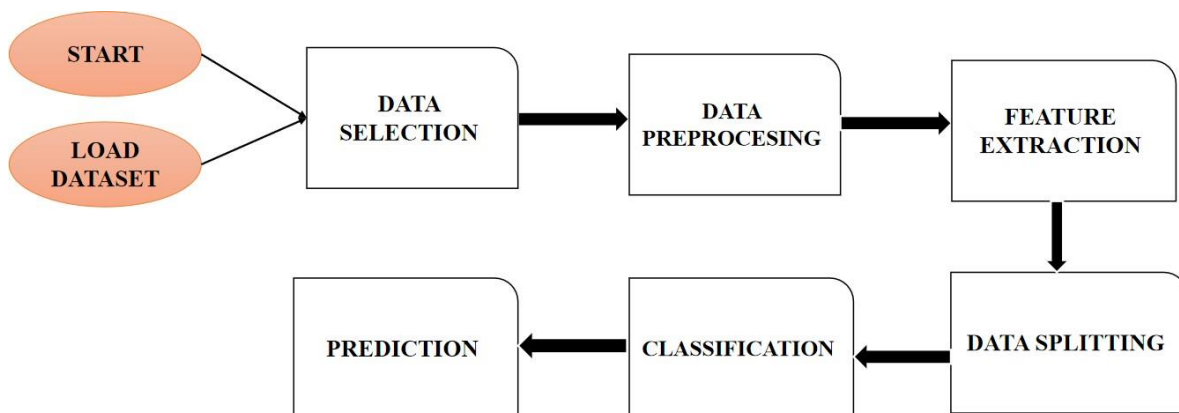 START
LOAD
DATASET
DATA
SELECTION
DATA
PREPROCESING
FEATURE
EXTRACTION
DATA SPLITTING
CLASSIFICATION
PREDICTION